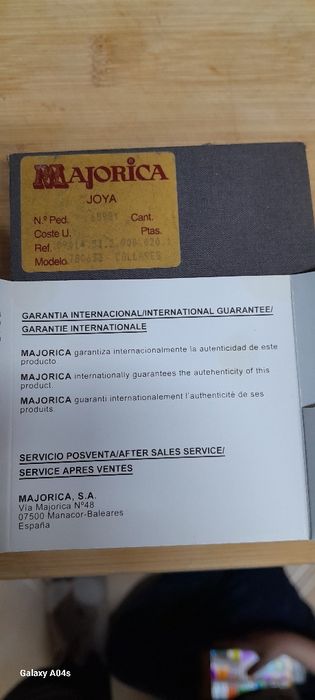 MAJORICA
JOYA
N.º Ped. Cant.
Coste U. Ptas.
Ref.
Modelo COLLARES
GARANTIA INTERNACIONAL/INTERNATIONAL GUARANTEE/
GARANTIE INTERNATIONALE
MAJORICA garantiza internacionalmente la autenticidad de este
producto
MAJORICA internationally guarantees the autehenticity of this
product.
MAJORICA guaranti internationalement l'authenticité de ses
produits.
SERVICIO POSVENTA/AFTER SALES SERVICE/
SERVICE APRES VENTES
MAJORICA, S.A.
Vía Majorica Nº48
07500 Manacor-Baleares
España
Galaxy A04s